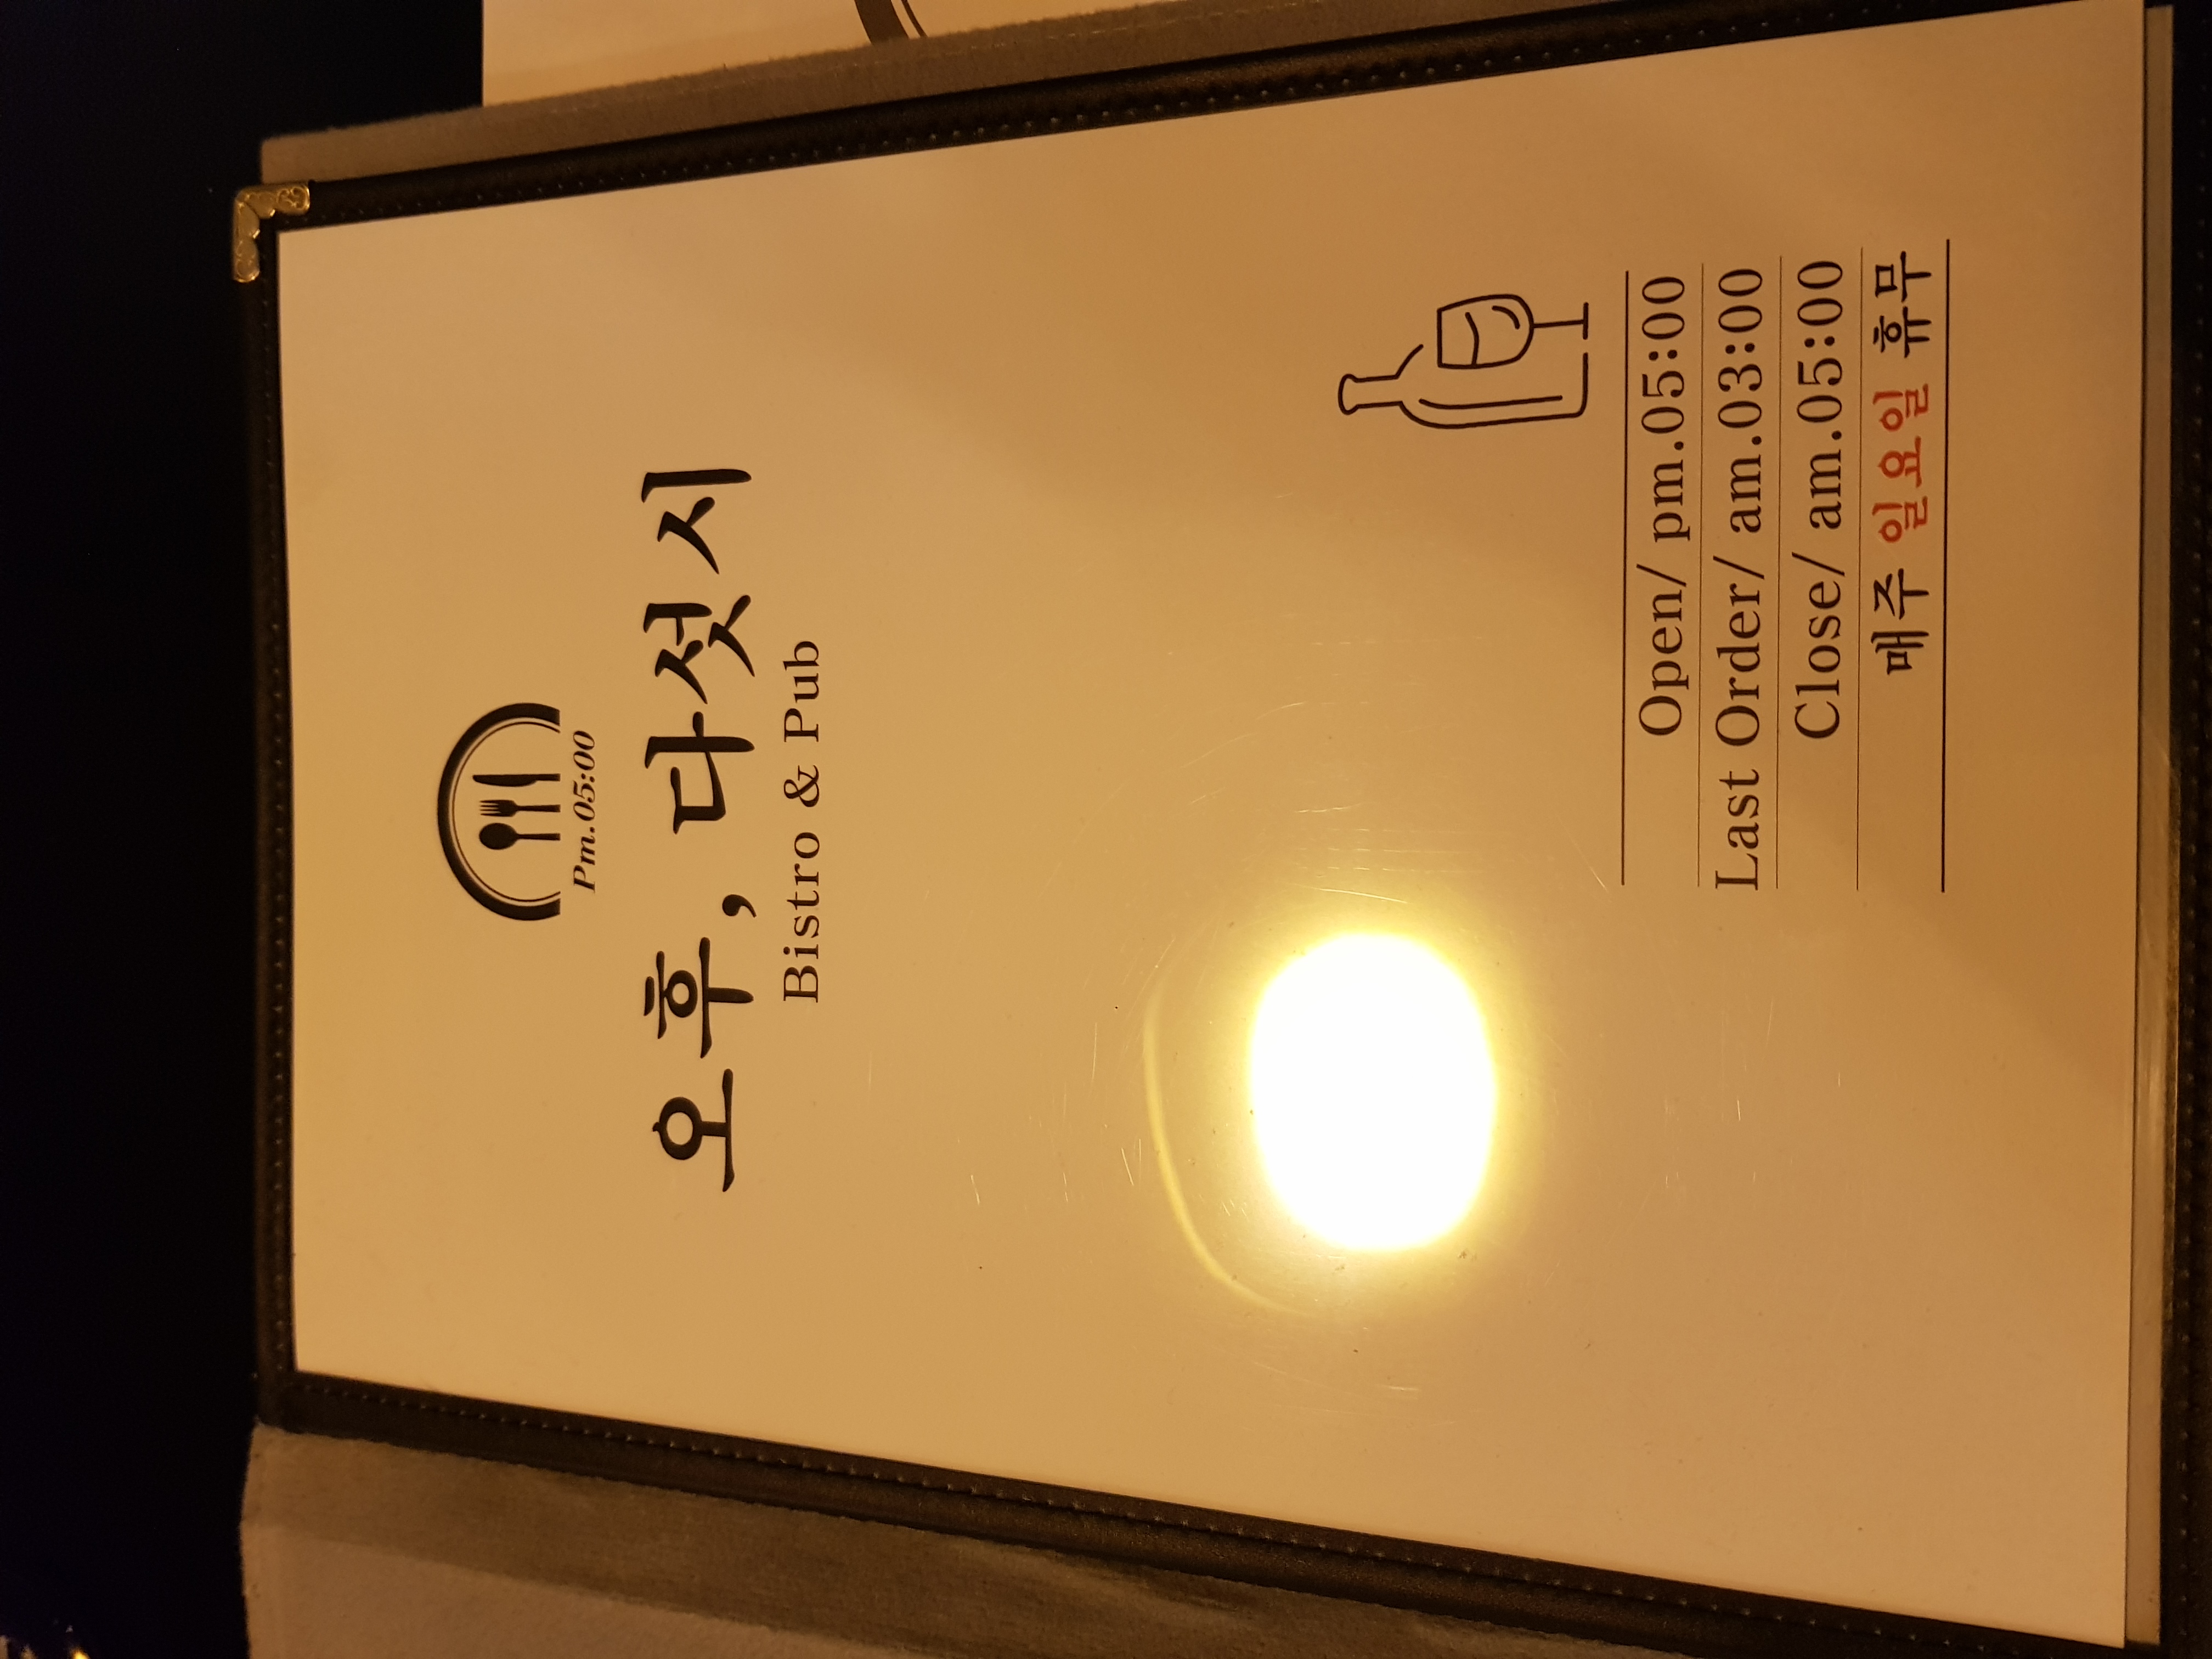 Pm.05:00
오후, 다섯시
Bistro & Pub
Open/ pm.05:00
Last Order/ am.03:00
Close/ am.05:00
매주 일요일 휴무